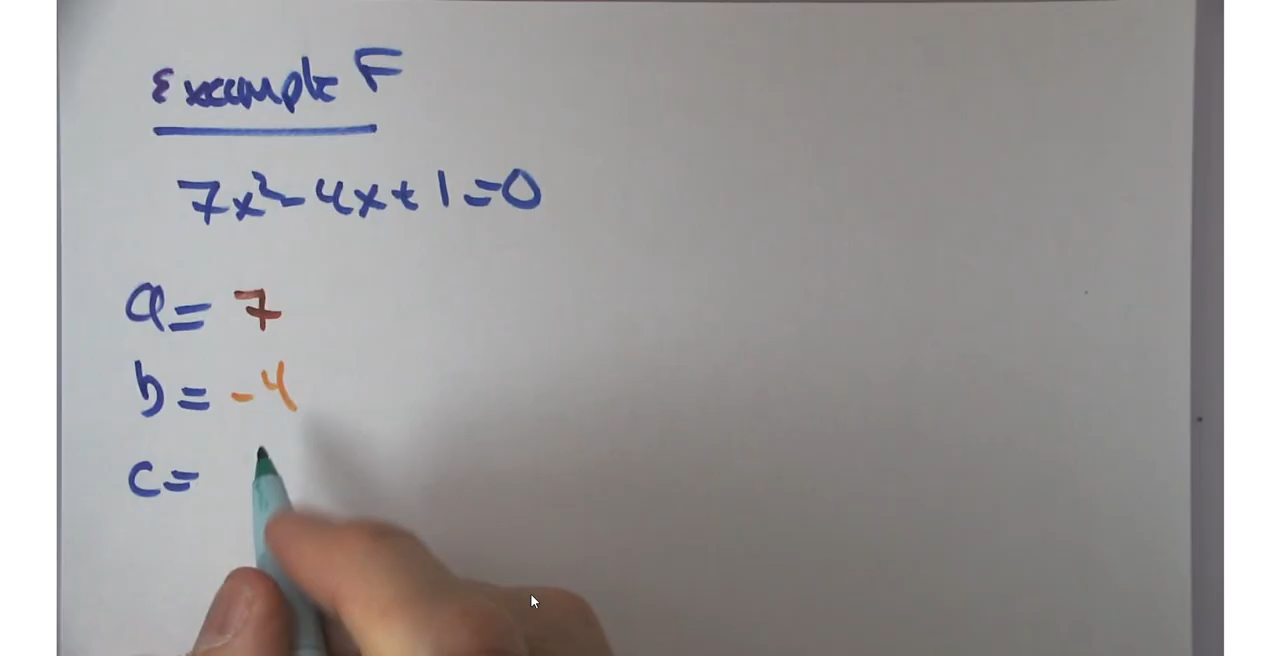 Example F
7x²-4x+1=0
a= 7
b= -4
c=